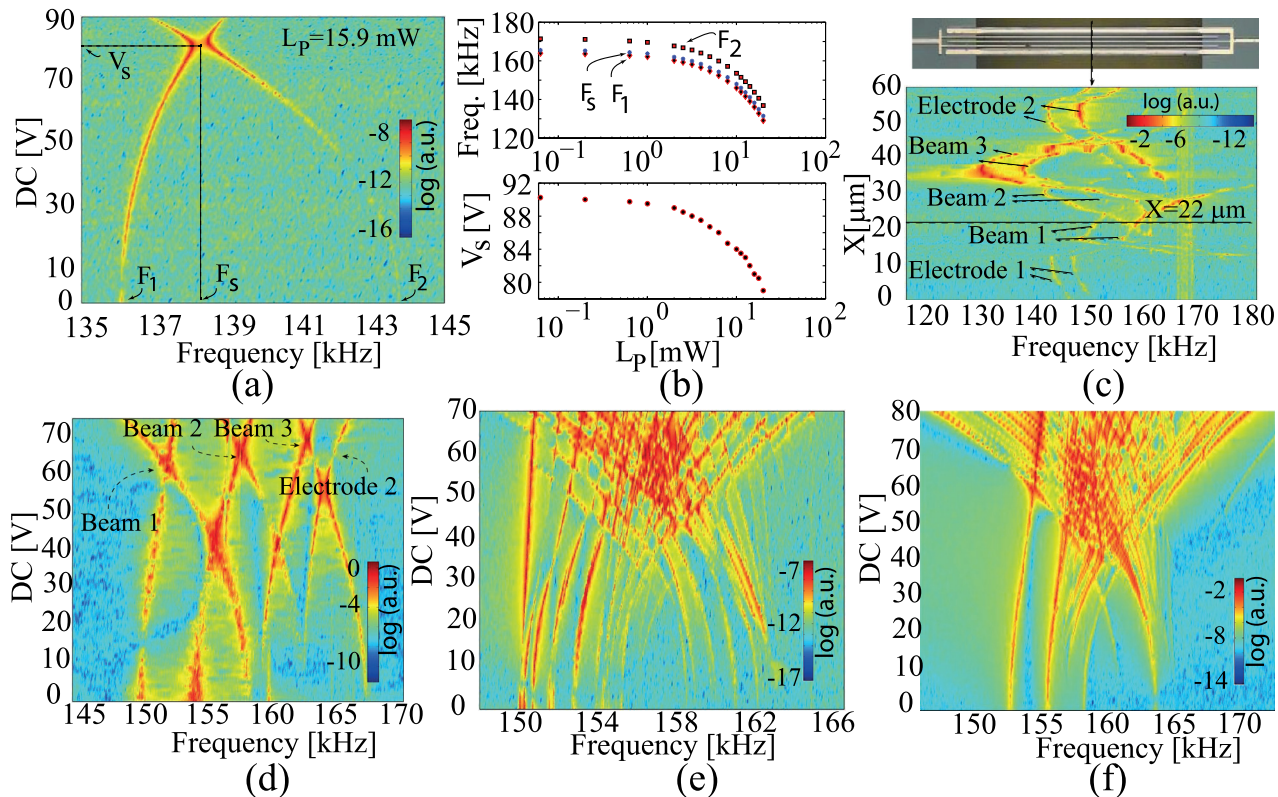 90
80
70
60
50
40
30
20
10
0
DC [V]
L_P=15.9 mW
V_S
-8
-12
-16
log (a.u.)
F_1
F_S
F_2
135
137
139
141
143
145
Frequency [kHz]
(a)
180
160
140
120
Freq. [kHz]
F_2
F_S
F_1
10^-1
10^0
10^1
10^2
92
88
84
80
V_S [V]
10^-1
10^0
10^1
10^2
L_P[mW]
(b)
60
50
40
30
20
10
0
X[μm]
Electrode 2
log (a.u.)
-2
-6
-12
Beam 3
Beam 2
X=22 μm
Beam 1
Electrode 1
120
130
140
150
160
170
180
Frequency [kHz]
(c)
70
60
50
40
30
20
10
0
DC [V]
Beam 2
Beam 3
Electrode 2
Beam 1
0
-4
-10
log (a.u.)
145
150
155
160
165
170
Frequency [kHz]
(d)
70
60
50
40
30
20
10
0
DC [V]
-7
-12
-17
log (a.u.)
150
154
158
162
166
Frequency [kHz]
(e)
80
70
60
50
40
30
20
10
0
DC [V]
-2
-8
-14
log (a.u.)
150
155
160
165
170
Frequency [kHz]
(f)